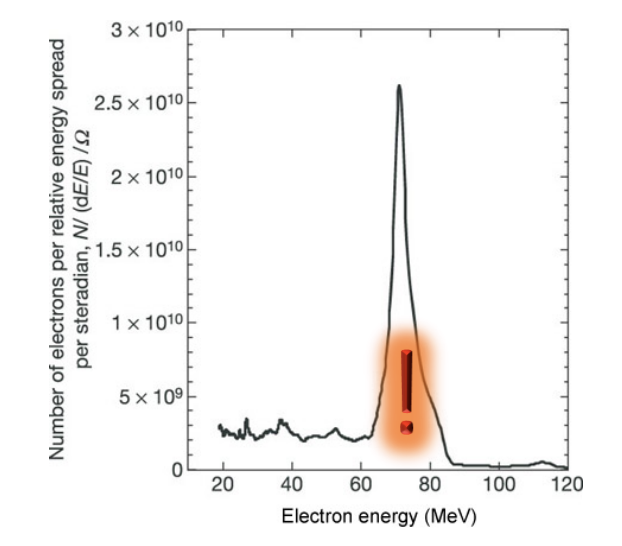 Number of electrons per relative energy spread
per steradian, N/ (dE/E) /Ω
3 × 10¹⁰
2.5 × 10¹⁰
2 × 10¹⁰
1.5 × 10¹⁰
1 × 10¹⁰
5 × 10⁹
0
!
20 40 60 80 100 120
Electron energy (MeV)